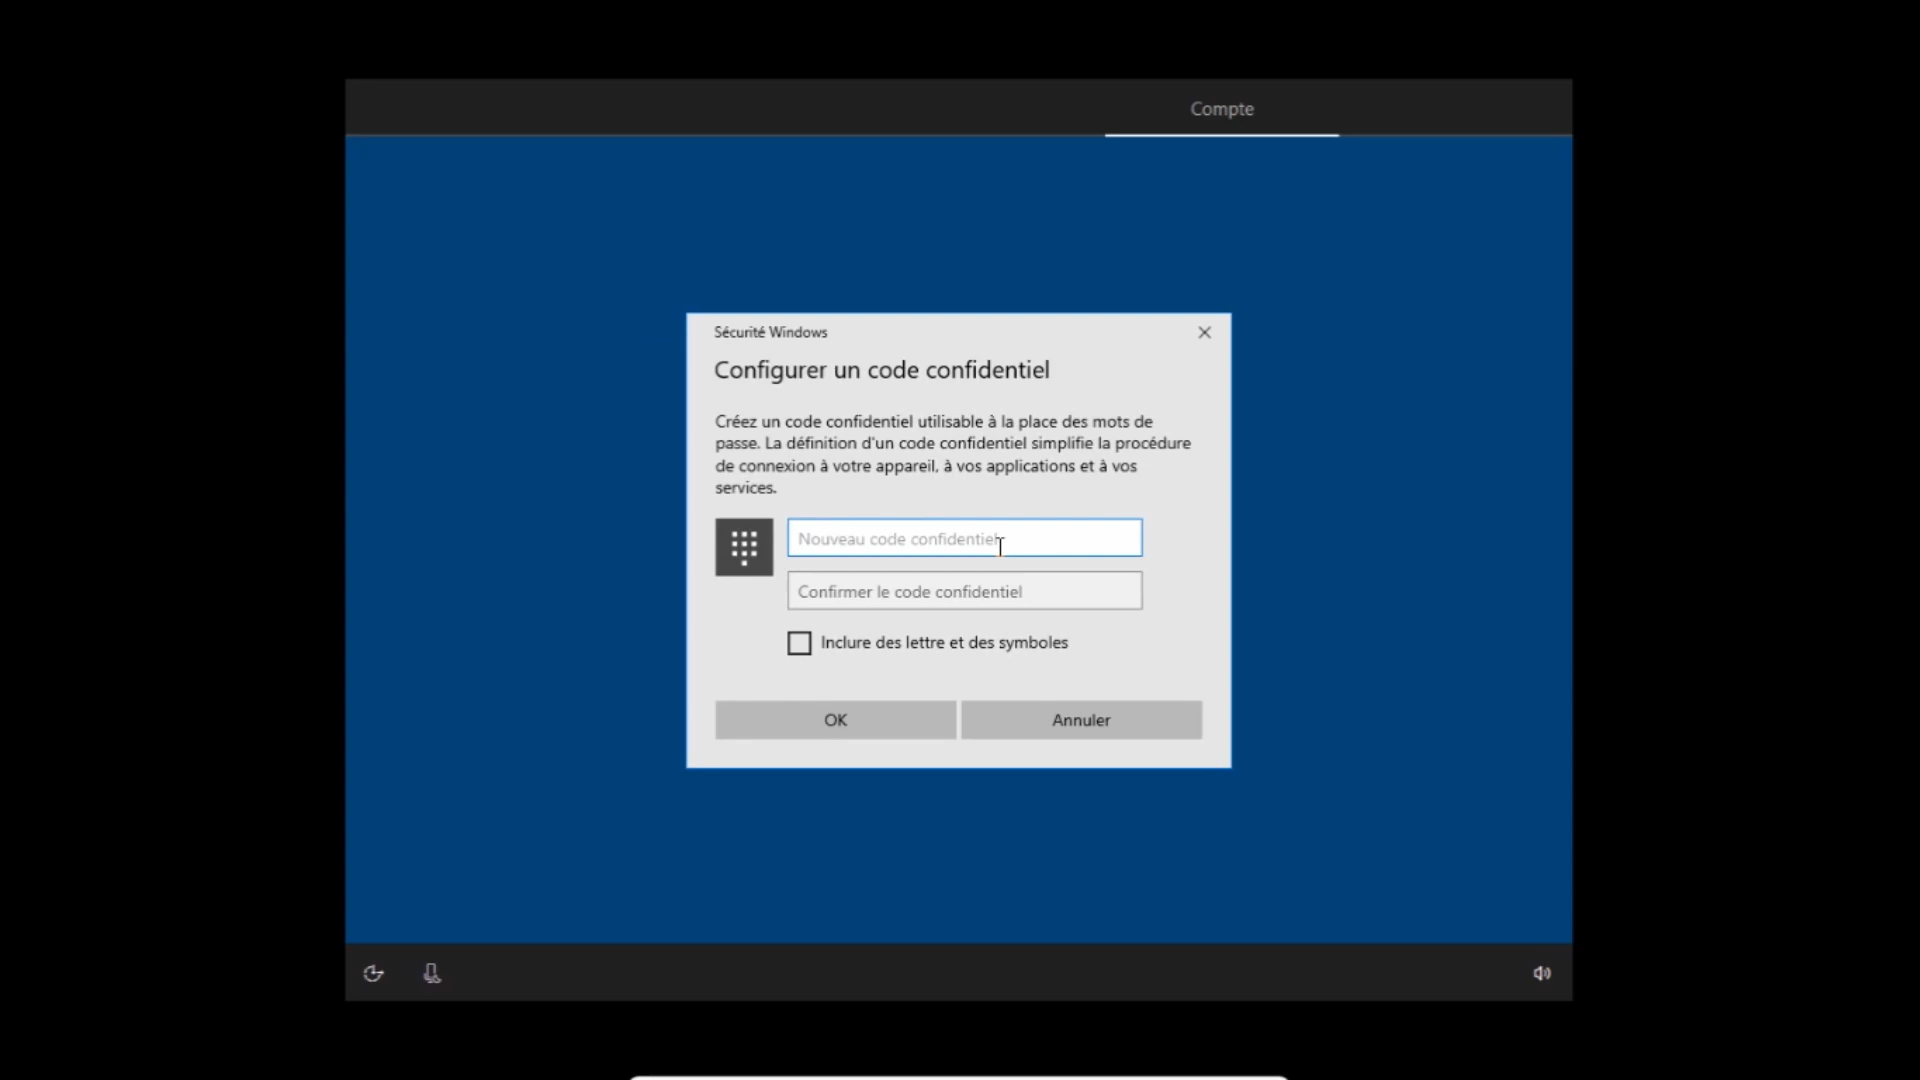 Compte
Sécurité Windows
Configurer un code confidentiel
Créez un code confidentiel utilisable à la place des mots de
passe. La définition d'un code confidentiel simplifie la procédure
de connexion à votre appareil, à vos applications et à vos
services.
Nouveau code confidentiel
Confirmer le code confidentiel
Inclure des lettre et des symboles
OK
Annuler